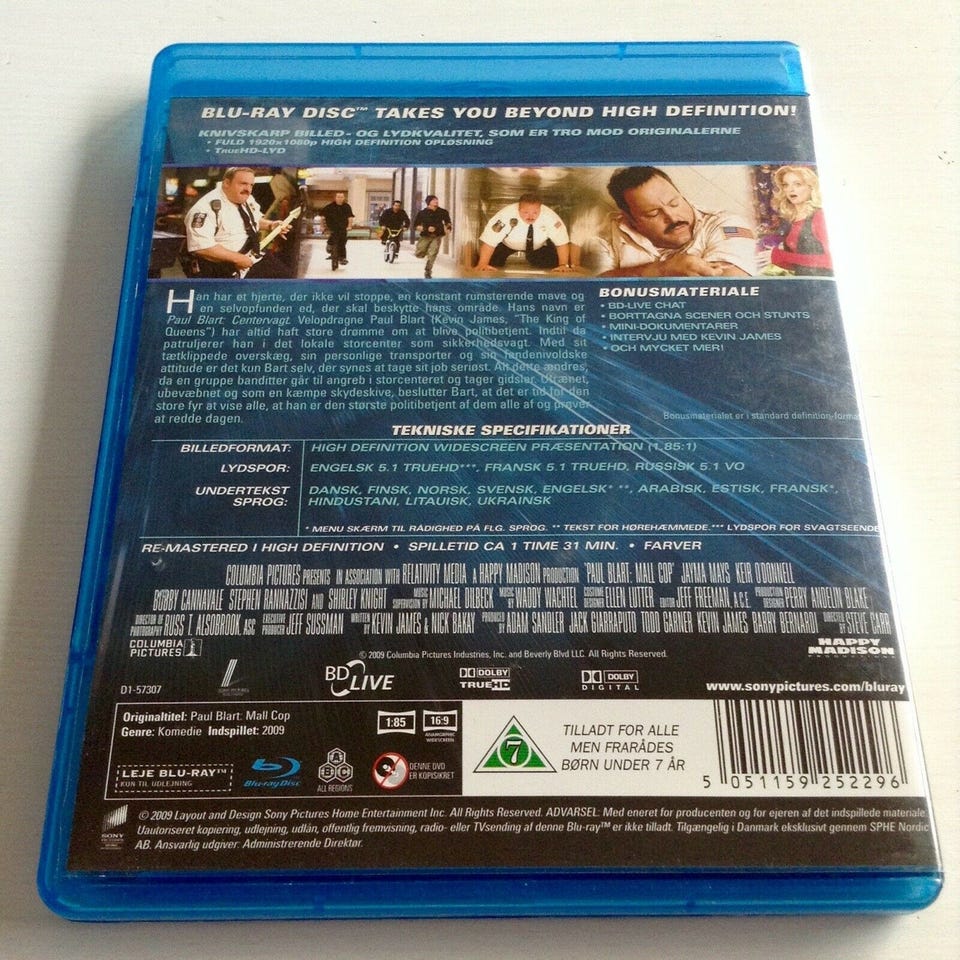 BLU-RAY DISC™ TAKES YOU BEYOND HIGH DEFINITION!
KNIVSKARP BILLED- OG LYDKVALITET, SOM ER TRO MOD ORIGINALERNE
• FULD 1920x1080p HIGH DEFINITION OPLØSNING
• TRUEHD-LYD
Han har et hjerte, der ikke vil stoppe, en konstant rumsterende mave og
en selvopfunden ed, der skal beskytte hans område. Hans navn er
Paul Blart: Centervagt. Velopdragne Paul Blart (Kevin James, "The King of
Queens") har altid haft store drømme om at blive politibetjent. Indtil da
patruljerer han i det lokale storcenter som sikkerhedsvagt. Med sit
tætklippede overskæg, sin personlige transporter og sin fandenivoldske
attitude er det kun Bart selv, der synes at tage sit job seriøst. Alt dette ændres,
da en gruppe banditter går til angreb i storcenteret og tager gidsler. Utrænet,
ubevæbnet og som en kæmpe skydeskive, beslutter Bart, at det er tid for den
store fyr at vise alle, at han er den største politibetjent af dem alle af og prøver
at redde dagen.
BONUSMATERIALE
• BD-LIVE CHAT
• BORTTAGNA SCENER OCH STUNTS
• MINI-DOKUMENTARER
• INTERVJU MED KEVIN JAMES
• OCH MYCKET MER!
Bonusmaterialet er i standard definition-format
TEKNISKE SPECIFIKATIONER
BILLEDFORMAT: HIGH DEFINITION WIDESCREEN PRÆSENTATION (1,85:1)
LYDSPOR: ENGELSK 5.1 TRUEHD***, FRANSK 5.1 TRUEHD, RUSSISK 5.1 VO
UNDERTEKST DANSK, FINSK, NORSK, SVENSK, ENGELSK* **, ARABISK, ESTISK, FRANSK*,
SPROG: HINDUSTANI, LITAUISK, UKRAINSK
* MENU SKÆRM TIL RÅDIGHED PÅ FLG. SPROG. ** TEKST FOR HØREHÆMMEDE.*** LYDSPOR FOR SVAGTSEENDE
RE-MASTERED I HIGH DEFINITION • SPILLETID CA 1 TIME 31 MIN. • FARVER
COLUMBIA PICTURES PRESENTS IN ASSOCIATION WITH RELATIVITY MEDIA A HAPPY MADISON PRODUCTION "PAUL BLART: MALL COP" JAYMA MAYS KEIR O'DONNELL
BOBBY CANNAVALE STEPHEN RANNAZZISI AND SHIRLEY KNIGHT MUSIC SUPERVISION BY MICHAEL DILBECK MUSIC BY WADDY WACHTEL COSTUME DESIGNER ELLEN LUTTER EDITOR JEFF FREEMAN, A.C.E. PRODUCTION DESIGNER PERRY ANDELIN BLAKE
DIRECTOR OF PHOTOGRAPHY RUSS T. ALSOBROOK, ASC EXECUTIVE PRODUCER JEFF SUSSMAN WRITTEN BY KEVIN JAMES & NICK BAKAY PRODUCED BY ADAM SANDLER JACK GIARRAPUTO TODD GARNER KEVIN JAMES BARRY BERNARDI DIRECTED BY STEVE CARR
COLUMBIA
PICTURES
© 2009 Columbia Pictures Industries, Inc. and Beverly Blvd LLC. All Rights Reserved.
HAPPY
MADISON
PRODUCTIONS
D1-57307
BD LIVE
DOLBY
TRUEHD
DOLBY
DIGITAL
www.sonypictures.com/bluray
Originaltitel: Paul Blart: Mall Cop
Genre: Komedie Indspillet: 2009
1:85
16:9
ANAMORPHIC
WIDESCREEN
LEJE BLU-RAY™
KUN TIL UDLEJNING
Blu-ray Disc
A
B
C
ALL REGIONS
DENNE DVD
ER KOPISIKRET
7
TILLADT FOR ALLE
MEN FRARÅDES
BØRN UNDER 7 ÅR
5 051159 252296
SONY
© 2009 Layout and Design Sony Pictures Home Entertainment Inc. All Rights Reserved. ADVARSEL: Med eneret for producenten og for ejeren af det indspillede materiale.
Uautoriseret kopiering, udlejning, udlån, offentlig fremvisning, radio- eller TVsending af denne Blu-ray™ er ikke tilladt. Tilgængelig i Danmark eksklusivt gennem SPHE Nordic
AB. Ansvarlig udgiver: Administrerende Direktør.